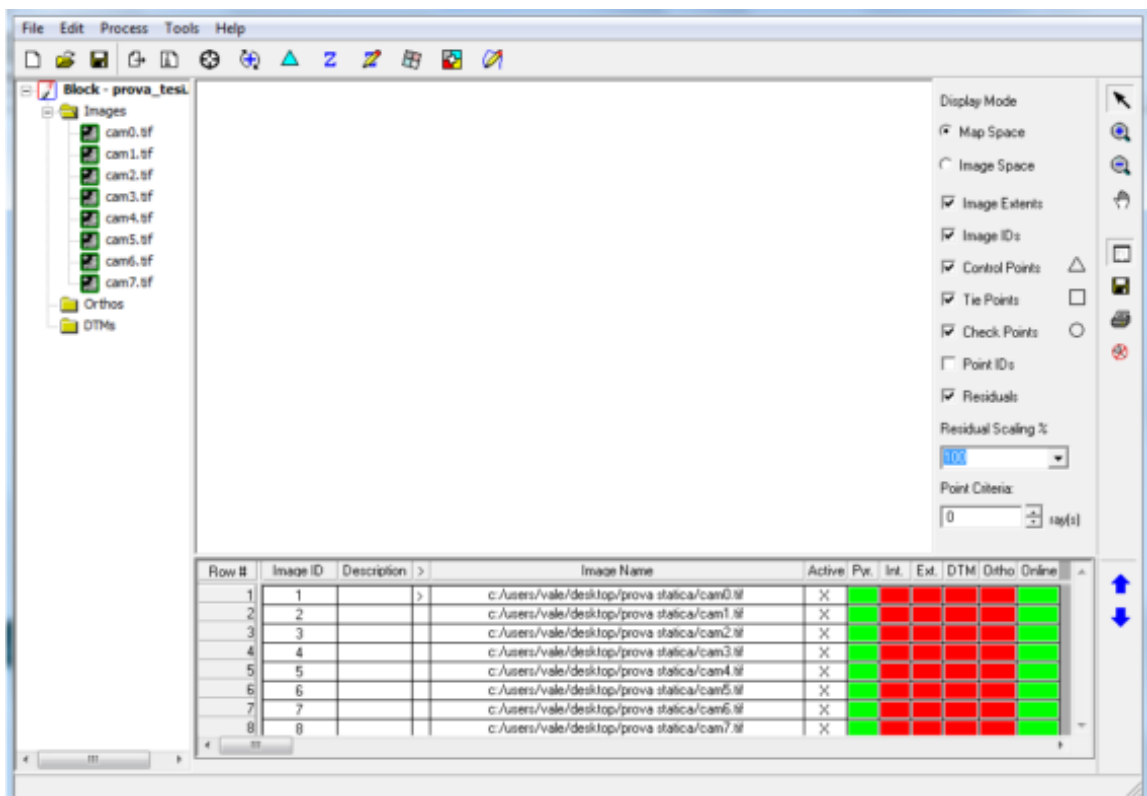 File Edit Process Tools Help
Block - prova_tesi.
Images
cam0.tif
cam1.tif
cam2.tif
cam3.tif
cam4.tif
cam5.tif
cam6.tif
cam7.tif
Orthos
DTMs
Display Mode
Map Space
Image Space
Image Extents
Image IDs
Control Points
Tie Points
Check Points
Point IDs
Residuals
Residual Scaling %
100
Point Criteria:
0 ray(s)
Row # Image ID Description > Image Name Active Pyr. Int. Ext. DTM Ortho Online
1 1 > c:/users/vale/desktop/prova statica/cam0.tif X
2 2 c:/users/vale/desktop/prova statica/cam1.tif X
3 3 c:/users/vale/desktop/prova statica/cam2.tif X
4 4 c:/users/vale/desktop/prova statica/cam3.tif X
5 5 c:/users/vale/desktop/prova statica/cam4.tif X
6 6 c:/users/vale/desktop/prova statica/cam5.tif X
7 7 c:/users/vale/desktop/prova statica/cam6.tif X
8 8 c:/users/vale/desktop/prova statica/cam7.tif X